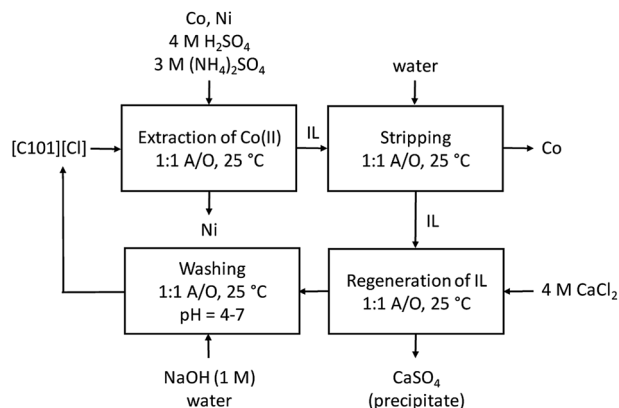 Co, Ni
4 M H₂SO₄
3 M (NH₄)₂SO₄
water
[C101][Cl]
Extraction of Co(II)
1:1 A/O, 25 °C
IL
Stripping
1:1 A/O, 25 °C
Co
Ni
IL
Washing
1:1 A/O, 25 °C
pH = 4-7
Regeneration of IL
1:1 A/O, 25 °C
4 M CaCl₂
NaOH (1 M)
water
CaSO₄
(precipitate)